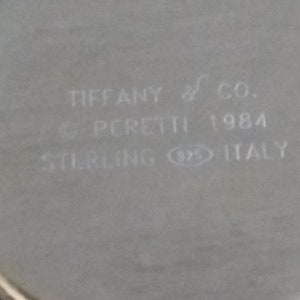 TIFFANY & CO.
© PERETTI 1984
STERLING 925 ITALY